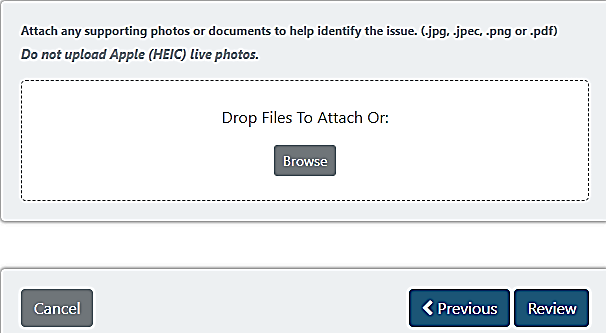 Attach any supporting photos or documents to help identify the issue. (.jpg, .jpec, .png or .pdf)
Do not upload Apple (HEIC) live photos.
Drop Files To Attach Or:
Browse
Cancel
Previous
Review